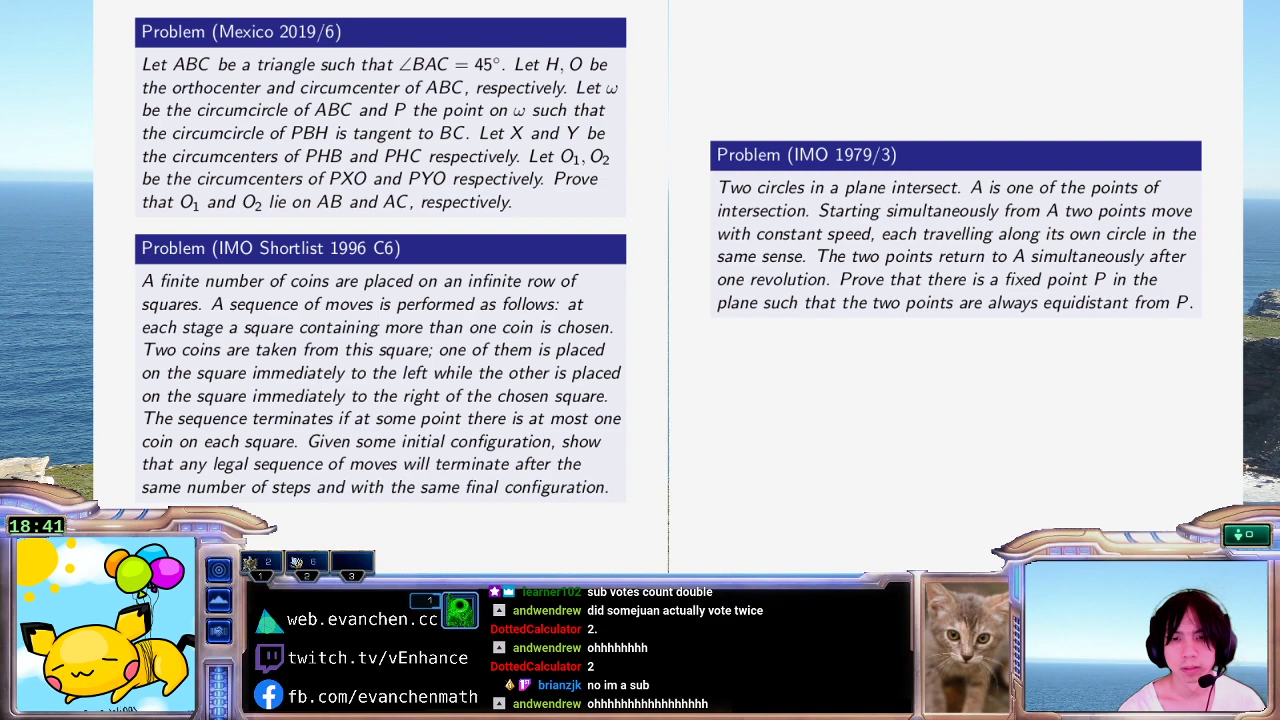 Problem (Mexico 2019/6)
Let ABC be a triangle such that ∠BAC = 45°. Let H, O be
the orthocenter and circumcenter of ABC, respectively. Let ω
be the circumcircle of ABC and P the point on ω such that
the circumcircle of PBH is tangent to BC. Let X and Y be
the circumcenters of PHB and PHC respectively. Let O₁, O₂
be the circumcenters of PXO and PYO respectively. Prove
that O₁ and O₂ lie on AB and AC, respectively.
Problem (IMO Shortlist 1996 C6)
A finite number of coins are placed on an infinite row of
squares. A sequence of moves is performed as follows: at
each stage a square containing more than one coin is chosen.
Two coins are taken from this square; one of them is placed
on the square immediately to the left while the other is placed
on the square immediately to the right of the chosen square.
The sequence terminates if at some point there is at most one
coin on each square. Given some initial configuration, show
that any legal sequence of moves will terminate after the
same number of steps and with the same final configuration.
Problem (IMO 1979/3)
Two circles in a plane intersect. A is one of the points of
intersection. Starting simultaneously from A two points move
with constant speed, each travelling along its own circle in the
same sense. The two points return to A simultaneously after
one revolution. Prove that there is a fixed point P in the
plane such that the two points are always equidistant from P.
18:41
2 6
1 2 3
1
web.evanchen.cc
twitch.tv/vEnhance
fb.com/evanchenmath
learner102 sub votes count double
andwendrew did somejuan actually vote twice
DottedCalculator 2.
andwendrew ohhhhhhhh
DottedCalculator 2
brianzjk no im a sub
andwendrew ohhhhhhhhhhhhhhhhhh